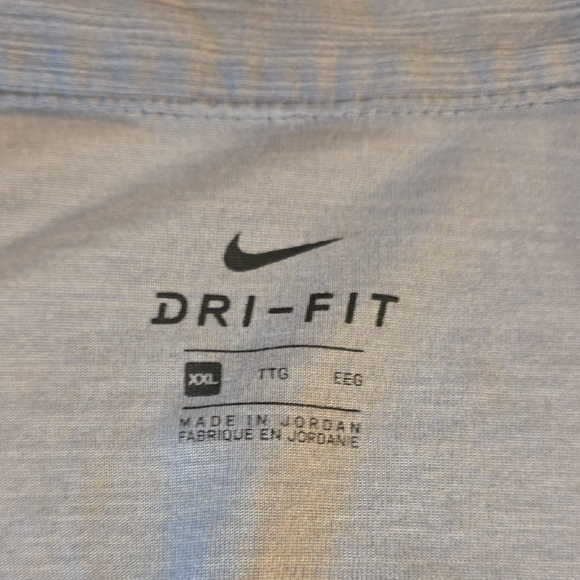 DRI-FIT
XXL TTG EEG
MADE IN JORDAN
FABRIQUE EN JORDANIE